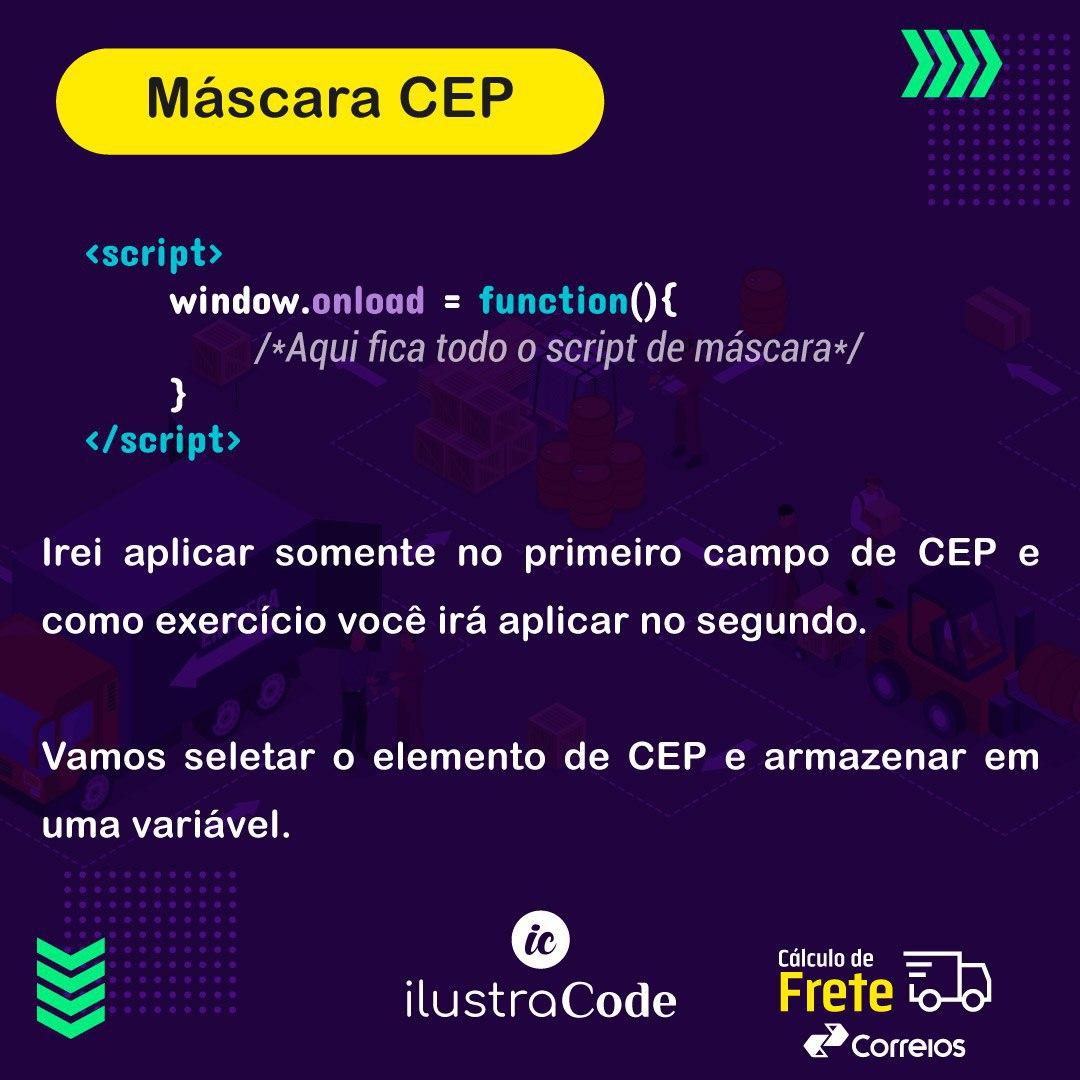 Máscara CEP
<script>
window.onload = function(){
/*Aqui fica todo o script de máscara*/
}
</script>
Irei aplicar somente no primeiro campo de CEP e
como exercício você irá aplicar no segundo.
Vamos seletar o elemento de CEP e armazenar em
uma variável.
ic
ilustraCode
Cálculo de
Frete
Correios